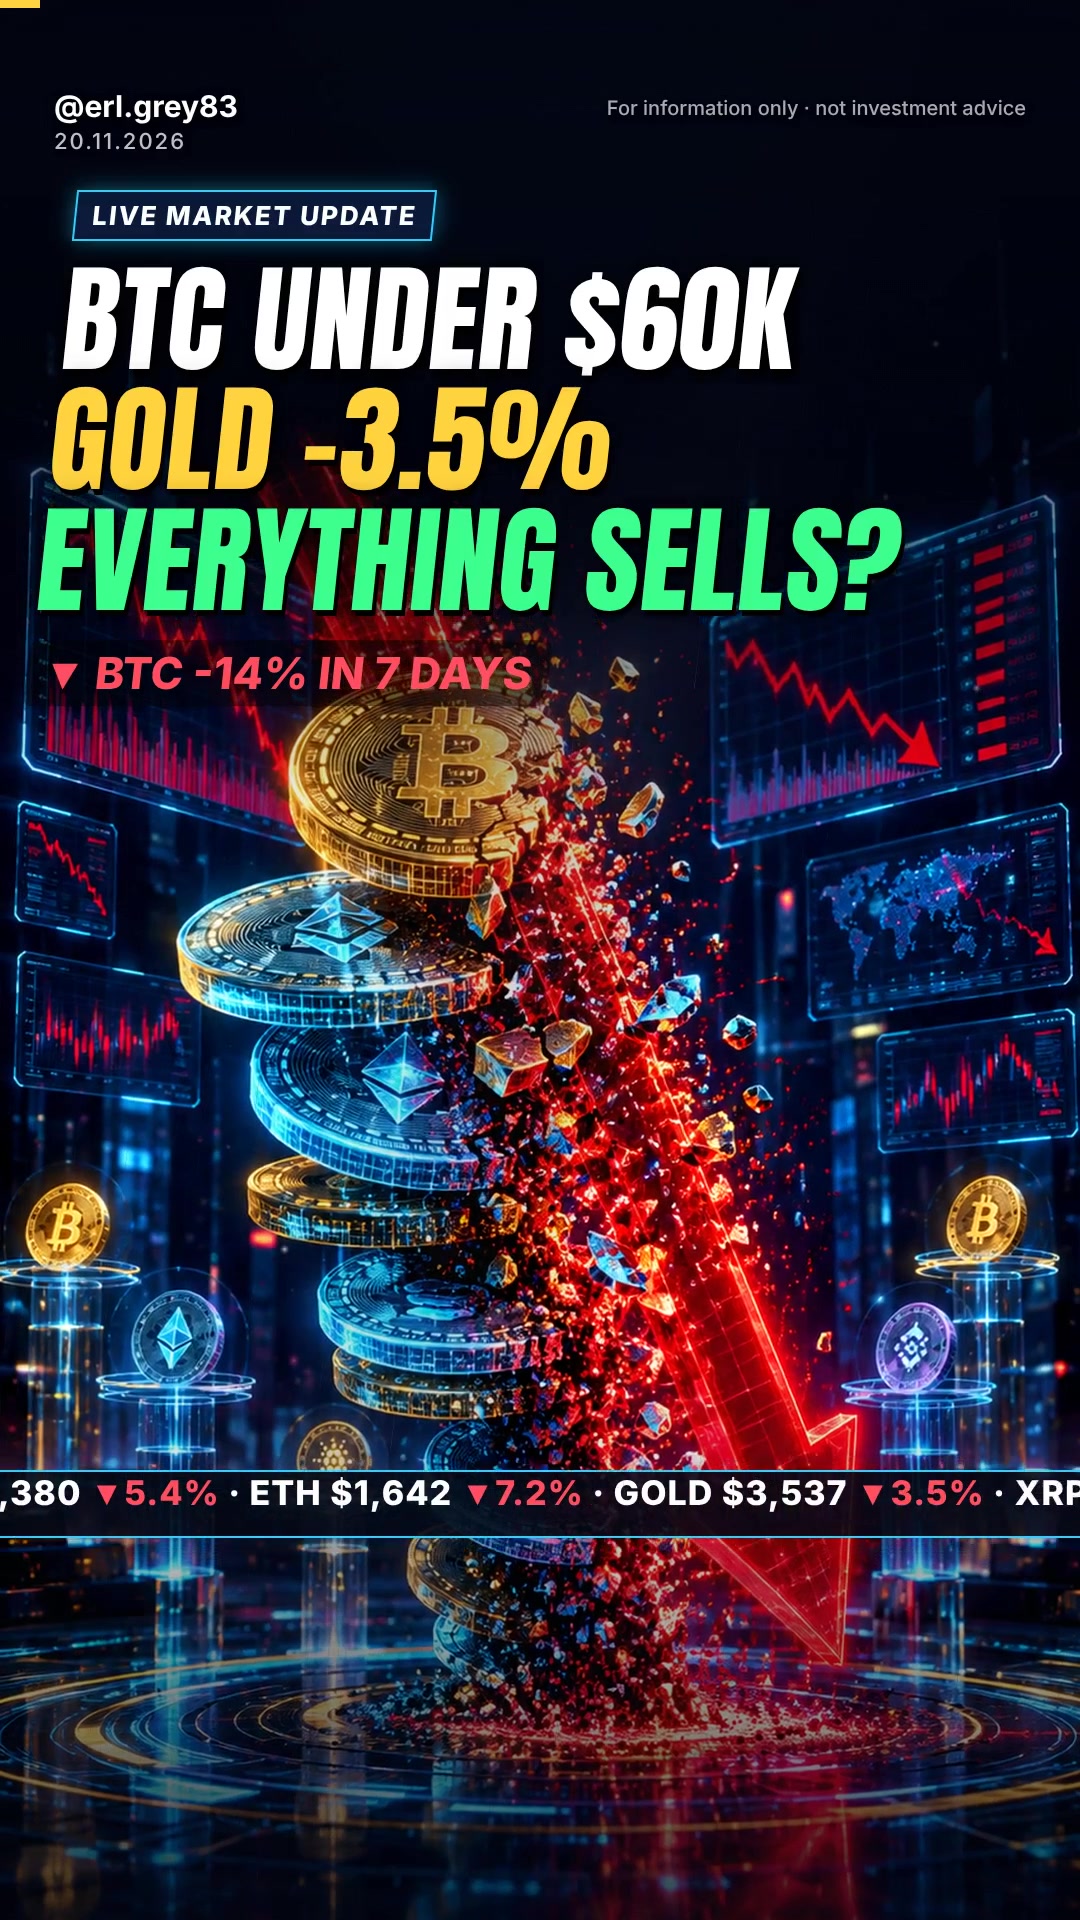 @erl.grey83
20.11.2026
For information only · not investment advice
LIVE MARKET UPDATE
BTC UNDER $60K
GOLD -3.5%
EVERYTHING SELLS?
▼ BTC -14% IN 7 DAYS
,380 ▼5.4% · ETH $1,642 ▼7.2% · GOLD $3,537 ▼3.5% · XRP